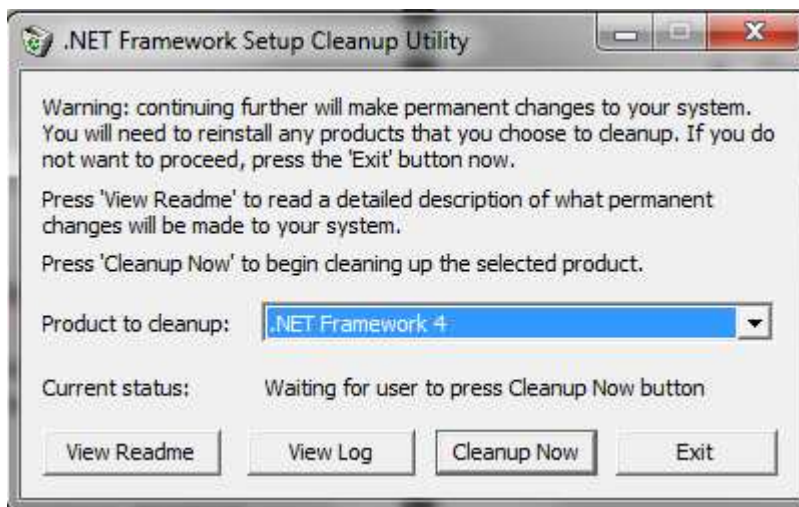 .NET Framework Setup Cleanup Utility
Warning: continuing further will make permanent changes to your system.
You will need to reinstall any products that you choose to cleanup. If you do
not want to proceed, press the 'Exit' button now.
Press 'View Readme' to read a detailed description of what permanent
changes will be made to your system.
Press 'Cleanup Now' to begin cleaning up the selected product.
Product to cleanup: .NET Framework 4
Current status: Waiting for user to press Cleanup Now button
View Readme View Log Cleanup Now Exit